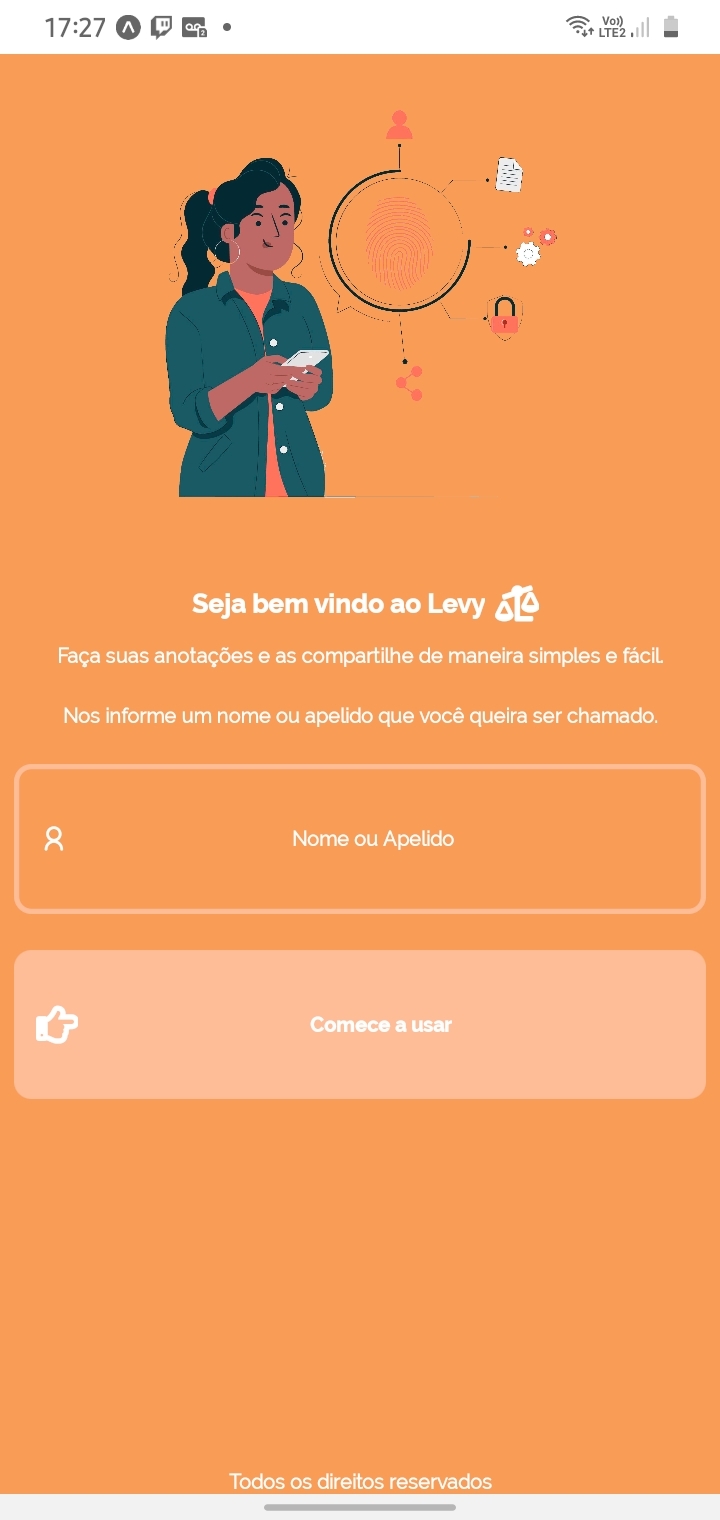 17:27
Vo))
LTE2
2
Seja bem vindo ao Levy
Faça suas anotações e as compartilhe de maneira simples e fácil.
Nos informe um nome ou apelido que você queira ser chamado.
Nome ou Apelido
Comece a usar
Todos os direitos reservados